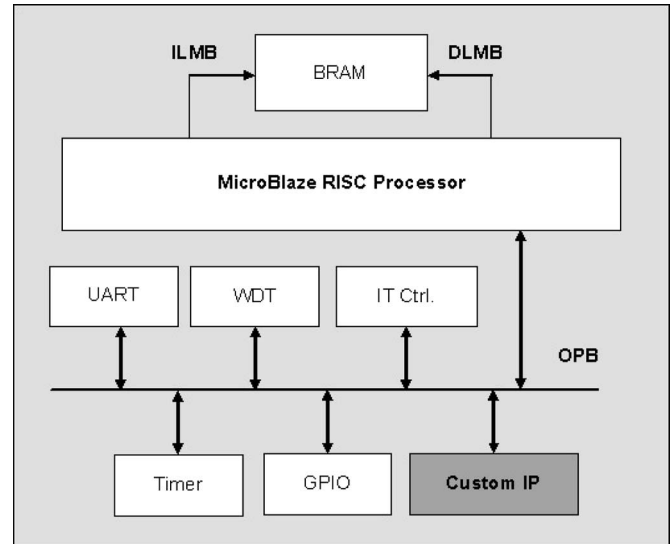 ILMB
BRAM
DLMB
MicroBlaze RISC Processor
UART
WDT
IT Ctrl.
OPB
Timer
GPIO
Custom IP